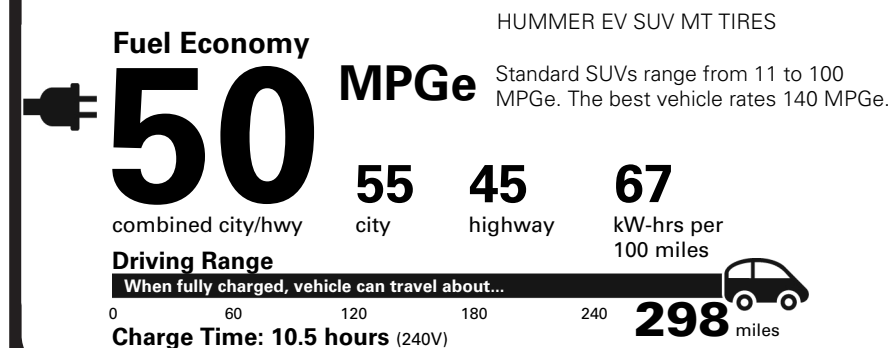 HUMMER EV SUV MT TIRES
Fuel Economy
50
MPGe
Standard SUVs range from 11 to 100
MPGe. The best vehicle rates 140 MPGe.
55 45 67
combined city/hwy city highway kW-hrs per
100 miles
Driving Range
When fully charged, vehicle can travel about...
0 60 120 180 240 298 miles
Charge Time: 10.5 hours (240V)